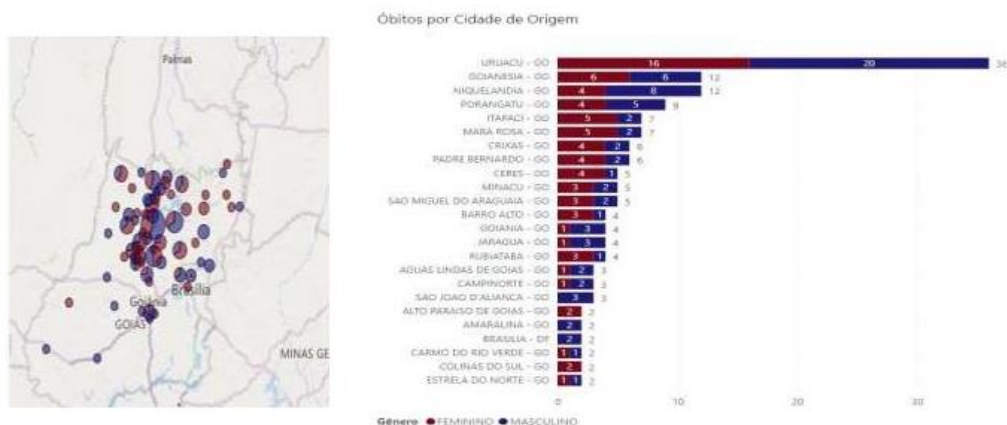 Óbitos por Cidade de Origem
Palmas
Brasília
Goiânia
GOIÁS
MINAS GE
URUACU - GO 16 20 36
GOIANESIA - GO 6 6 12
NIQUELANDIA - GO 4 8 12
PORANGATU - GO 4 5 9
ITAPACI - GO 5 2 7
MARA ROSA - GO 5 2 7
CRIXAS - GO 4 2 6
PADRE BERNARDO - GO 4 2 6
CERES - GO 4 1 5
MINACU - GO 3 2 5
SAO MIGUEL DO ARAGUAIA - GO 3 2 5
BARRO ALTO - GO 3 1 4
GOIANIA - GO 1 3 4
JARAGUA - GO 1 3 4
RUBIATABA - GO 3 1 4
AGUAS LINDAS DE GOIAS - GO 1 2 3
CAMPINORTE - GO 1 2 3
SAO JOAO D'ALIANCA - GO 3 3
ALTO PARAISO DE GOIAS - GO 2 2
AMARALINA - GO 2 2
BRASILIA - DF 2 2
CARMO DO RIO VERDE - GO 1 1 2
COLINAS DO SUL - GO 2 2
ESTRELA DO NORTE - GO 1 1 2
0 10 20 30
Gênero FEMININO MASCULINO